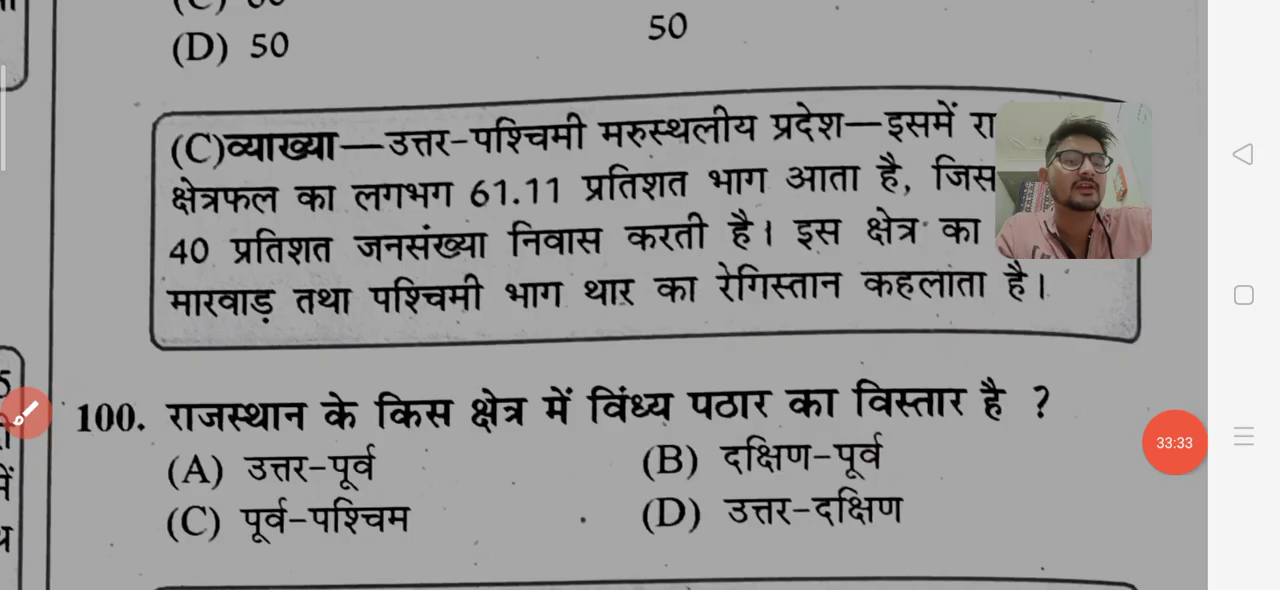 (D) 50
50
(C)व्याख्या—उत्तर-पश्चिमी मरुस्थलीय प्रदेश—इसमें रा
क्षेत्रफल का लगभग 61.11 प्रतिशत भाग आता है, जिस
40 प्रतिशत जनसंख्या निवास करती है। इस क्षेत्र का
मारवाड़ तथा पश्चिमी भाग थार का रेगिस्तान कहलाता है।
100. राजस्थान के किस क्षेत्र में विंध्य पठार का विस्तार है ?
(A) उत्तर-पूर्व (B) दक्षिण-पूर्व
(C) पूर्व-पश्चिम (D) उत्तर-दक्षिण
33:33